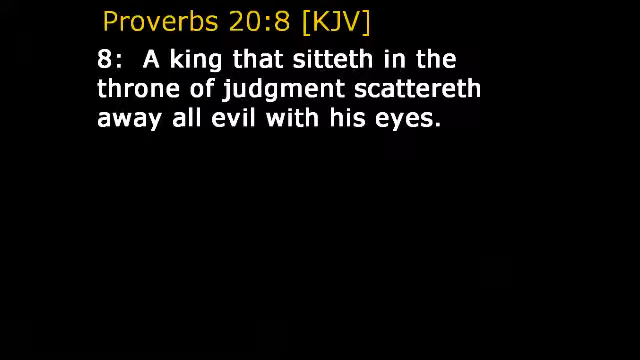 Proverbs 20:8 [KJV]
8:  A king that sitteth in the
throne of judgment scattereth
away all evil with his eyes.